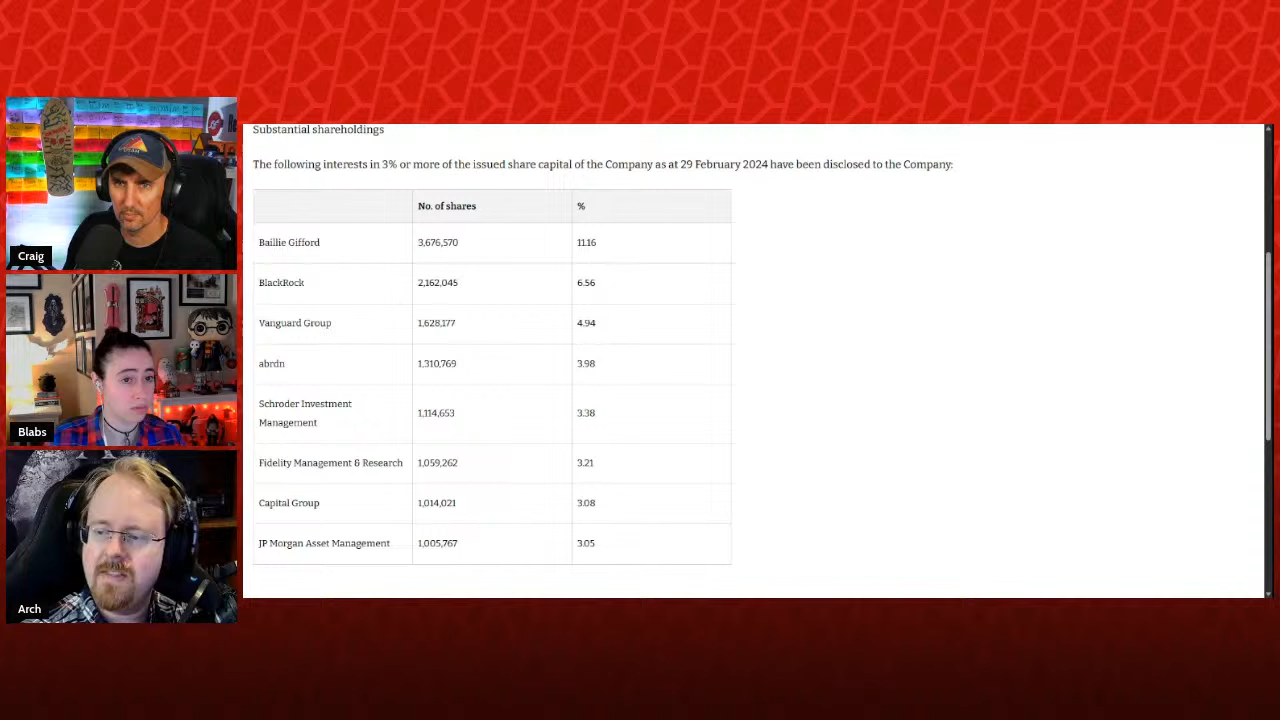 Substantial shareholdings
The following interests in 3% or more of the issued share capital of the Company as at 29 February 2024 have been disclosed to the Company:
No. of shares %
Baillie Gifford 3,676,570 11.16
BlackRock 2,162,045 6.56
Vanguard Group 1,628,177 4.94
abrdn 1,310,769 3.98
Schroder Investment
Management 1,114,653 3.38
Fidelity Management & Research 1,059,262 3.21
Capital Group 1,014,021 3.08
JP Morgan Asset Management 1,005,767 3.05
Craig
Blabs
Arch